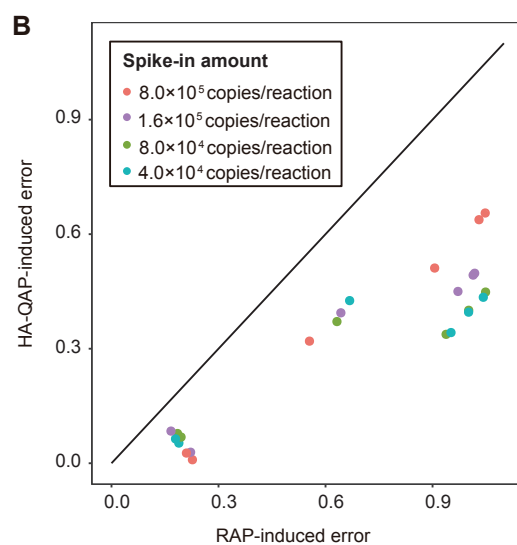 B
Spike-in amount
8.0×10⁵ copies/reaction
1.6×10⁵ copies/reaction
8.0×10⁴ copies/reaction
4.0×10⁴ copies/reaction
HA-QAP-induced error
0.9
0.6
0.3
0.0
0.0 0.3 0.6 0.9
RAP-induced error